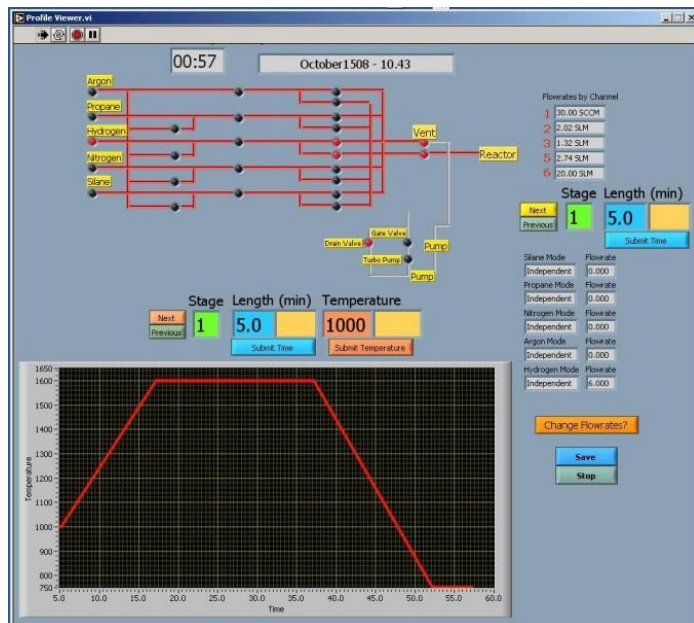 Profile Viewer.vi
00:57
October1508 - 10.43
Argon
Propane
Hydrogen
Nitrogen
Silane
Vent
Reactor
Gate Valve
Drain Valve
Pump
Turbo Pump
Pump
Flowrates by Channel
1 30.00 SCCM
2 2.02 SLM
3 1.32 SLM
5 2.74 SLM
6 20.00 SLM
Stage Length (min)
Next
Previous
1 5.0
Submit Time
Silane Mode Flowrate
Independent 0.000
Propane Mode Flowrate
Independent 0.000
Nitrogen Mode Flowrate
Independent 0.000
Argon Mode Flowrate
Independent 0.000
Hydrogen Mode Flowrate
Independent 6.000
Change Flowrates?
Save
Stop
Stage Length (min) Temperature
Next
Previous
1 5.0 1000
Submit Time Submit Temperature
1650
1600
1400
1200
1000
800
750
Temperature
5.0 10.0 15.0 20.0 25.0 30.0 35.0 40.0 45.0 50.0 55.0 60.0
Time